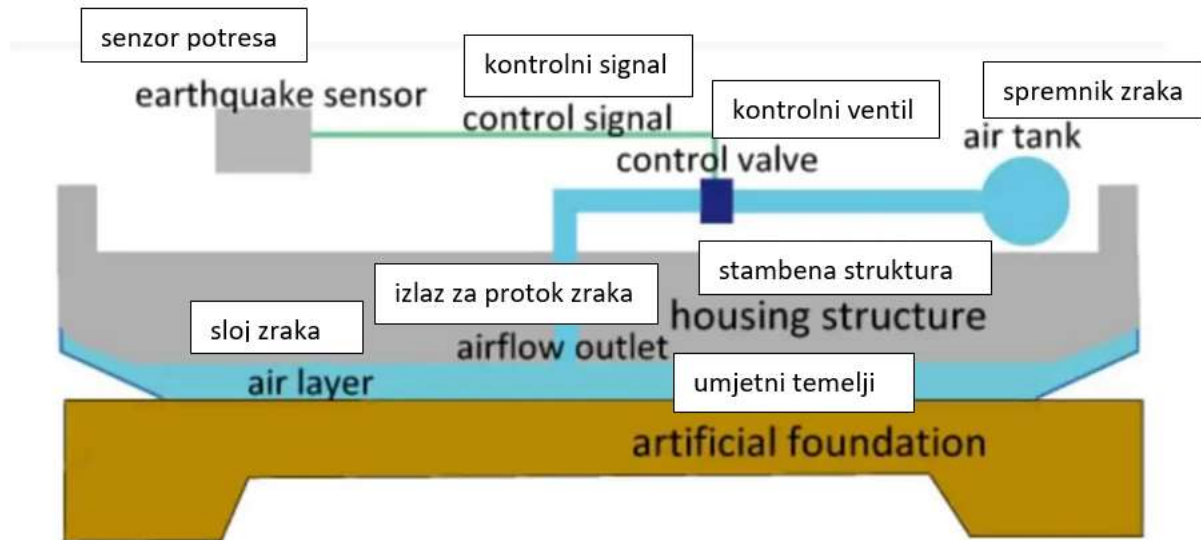 senzor potresa
kontrolni signal
spremnik zraka
earthquake sensor
control signal
kontrolni ventil
air tank
control valve
stambena struktura
izlaz za protok zraka
housing structure
sloj zraka
airflow outlet
air layer
umjetni temelji
artificial foundation